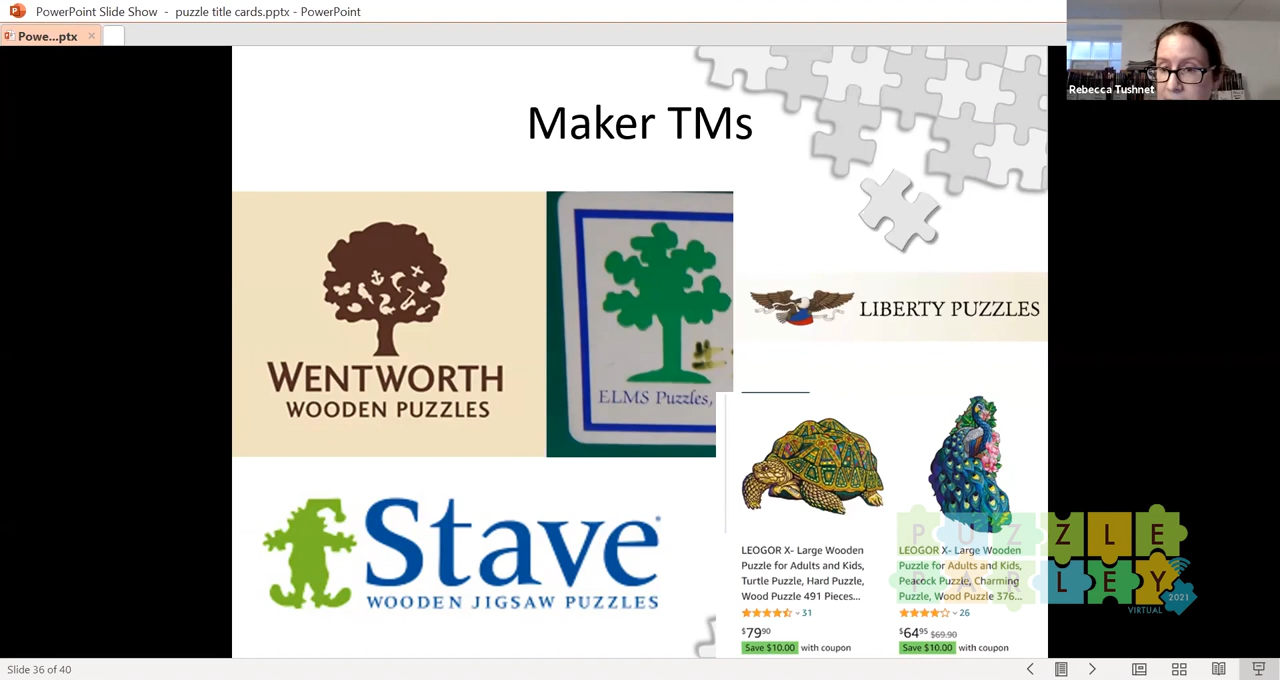 PowerPoint Slide Show - puzzle title cards.pptx - PowerPoint
Powe...ptx
Rebecca Tushnet
Maker TMs
WENTWORTH
WOODEN PUZZLES
ELMS Puzzles,
LIBERTY PUZZLES
Stave
WOODEN JIGSAW PUZZLES
LEOGOR X- Large Wooden
Puzzle for Adults and Kids,
Turtle Puzzle, Hard Puzzle,
Wood Puzzle 491 Pieces...
31
$7990
Save $10.00 with coupon
LEOGOR X- Large Wooden
Puzzle for Adults and Kids,
Peacock Puzzle, Charming
Puzzle, Wood Puzzle 376...
26
$6495 $69.90
Save $10.00 with coupon
PUZZLE
PARLEY
VIRTUAL
2021
Slide 36 of 40